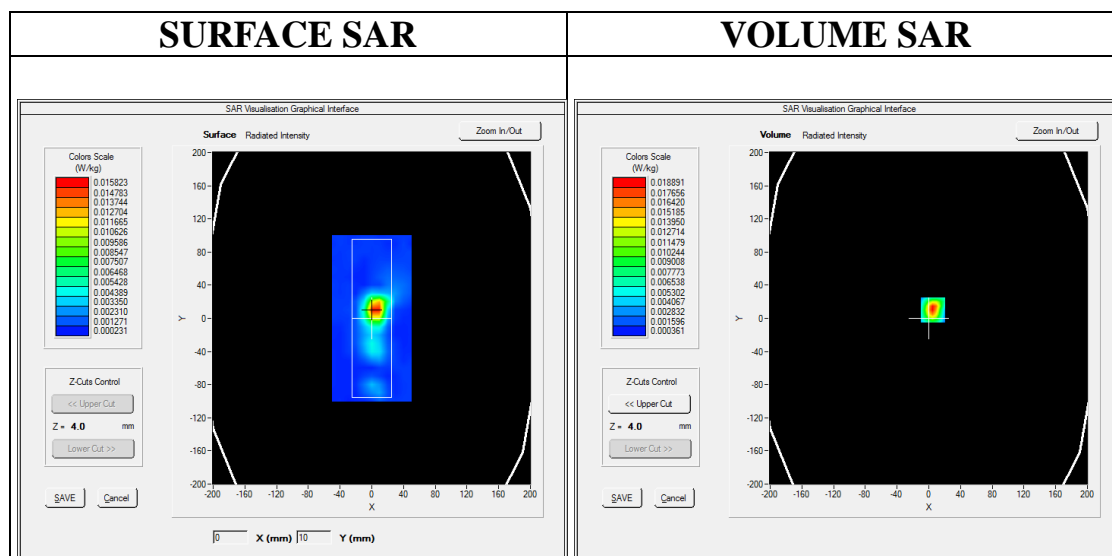 SURFACE SAR
SAR Visualisation Graphical Interface
Surface Radiated Intensity
Zoom In/Out
Colors Scale
(W/kg)
0.015823
0.014783
0.013744
0.012704
0.011665
0.010626
0.009586
0.008547
0.007507
0.006468
0.005428
0.004389
0.003350
0.002310
0.001271
0.000231
200
160
120
80
40
0
-40
-80
-120
-160
-200
Y
-200 -160 -120 -80 -40 0 40 80 120 160 200
X
Z-Cuts Control
<< Upper Cut
Z = 4.0 mm
Lower Cut >>
SAVE Cancel
0 X (mm) 10 Y (mm)
VOLUME SAR
SAR Visualisation Graphical Interface
Volume Radiated Intensity
Zoom In/Out
Colors Scale
(W/kg)
0.018891
0.017656
0.016420
0.015185
0.013950
0.012714
0.011479
0.010244
0.009008
0.007773
0.006538
0.005302
0.004067
0.002832
0.001596
0.000361
200
160
120
80
40
0
-40
-80
-120
-160
-200
Y
-200 -160 -120 -80 -40 0 40 80 120 160 200
X
Z-Cuts Control
<< Upper Cut
Z = 4.0 mm
Lower Cut >>
SAVE Cancel